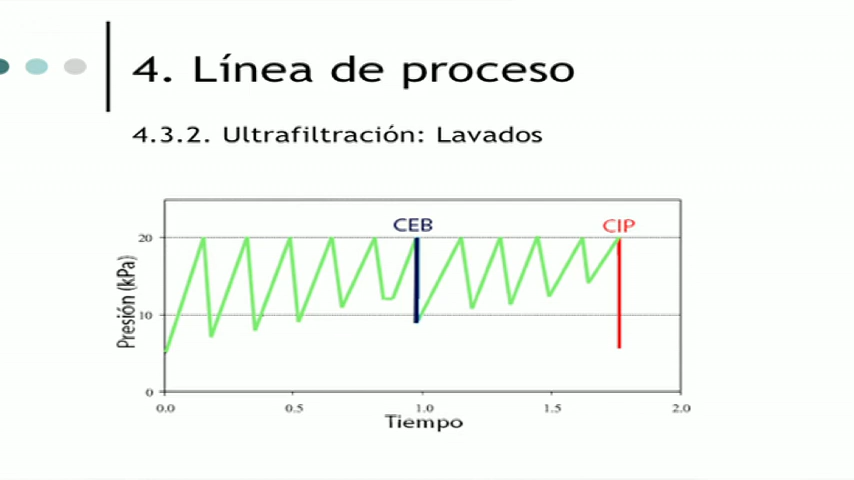 4. Línea de proceso
4.3.2. Ultrafiltración: Lavados
CEB
CIP
20
10
0
Presión (kPa)
0.0 0.5 1.0 1.5 2.0
Tiempo